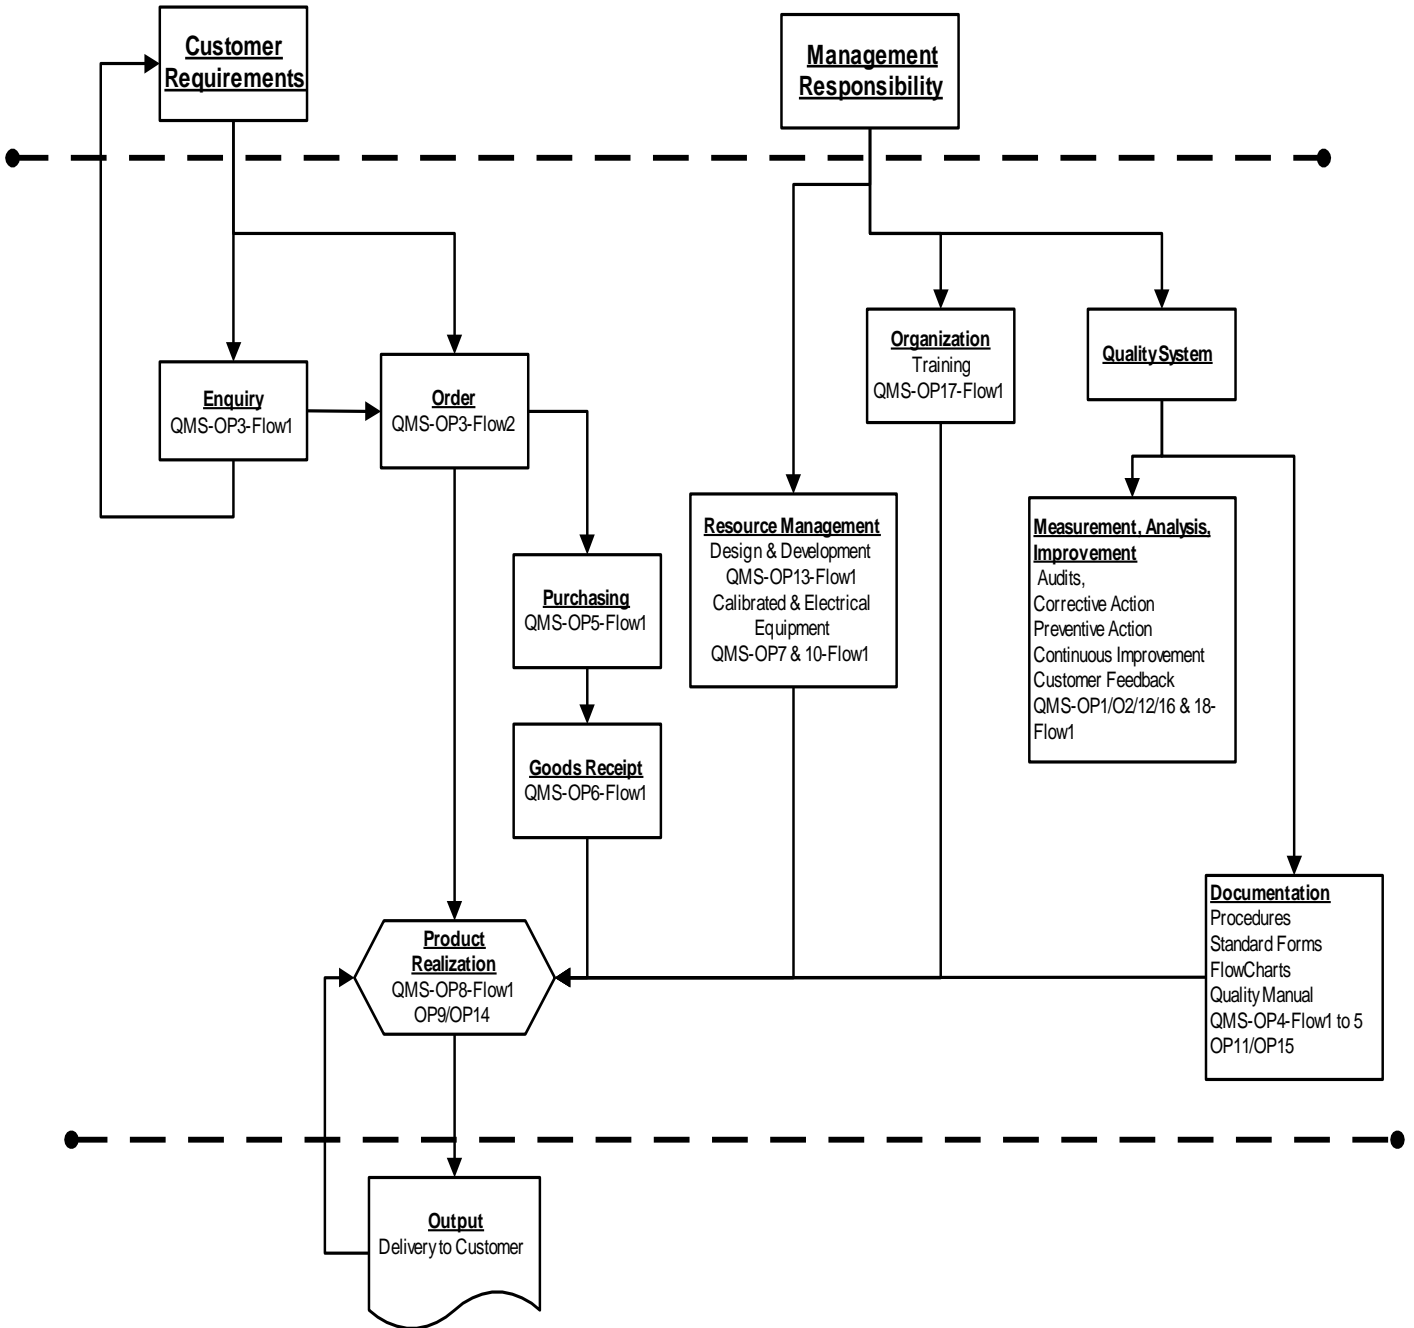 Customer
Requirements
Management
Responsibility
Organization
Training
QMS-OP17-Flow1
Quality System
Enquiry
QMS-OP3-Flow1
Order
QMS-OP3-Flow2
Resource Management
Design & Development
QMS-OP13-Flow1
Calibrated & Electrical
Equipment
QMS-OP7 & 10-Flow1
Measurement, Analysis,
Improvement
Audits,
Corrective Action
Preventive Action
Continuous Improvement
Customer Feedback
QMS-OP1/O2/12/16 & 18-
Flow1
Purchasing
QMS-OP5-Flow1
Goods Receipt
QMS-OP6-Flow1
Product
Realization
QMS-OP8-Flow1
OP9/OP14
Documentation
Procedures
Standard Forms
FlowCharts
Quality Manual
QMS-OP4-Flow1 to 5
OP11/OP15
Output
Delivery to Customer